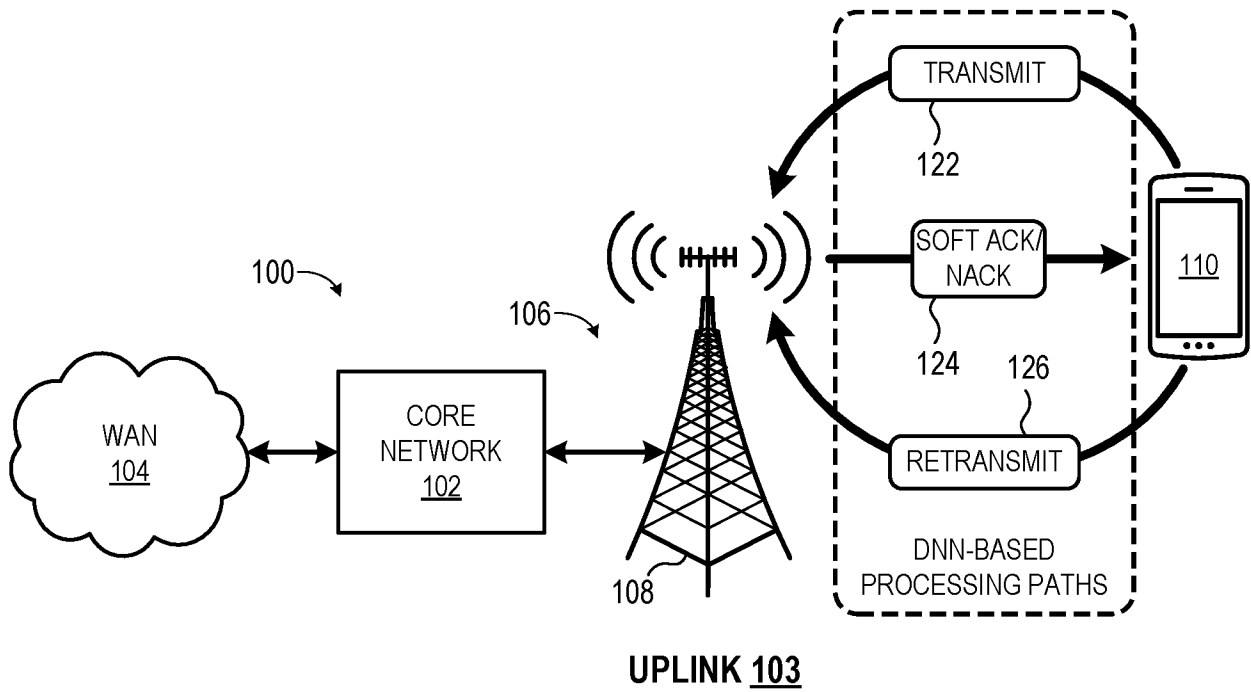 TRANSMIT
122
SOFT ACK/
NACK
110
100
106
124
126
WAN
104
CORE
NETWORK
102
RETRANSMIT
108
DNN-BASED
PROCESSING PATHS
UPLINK 103